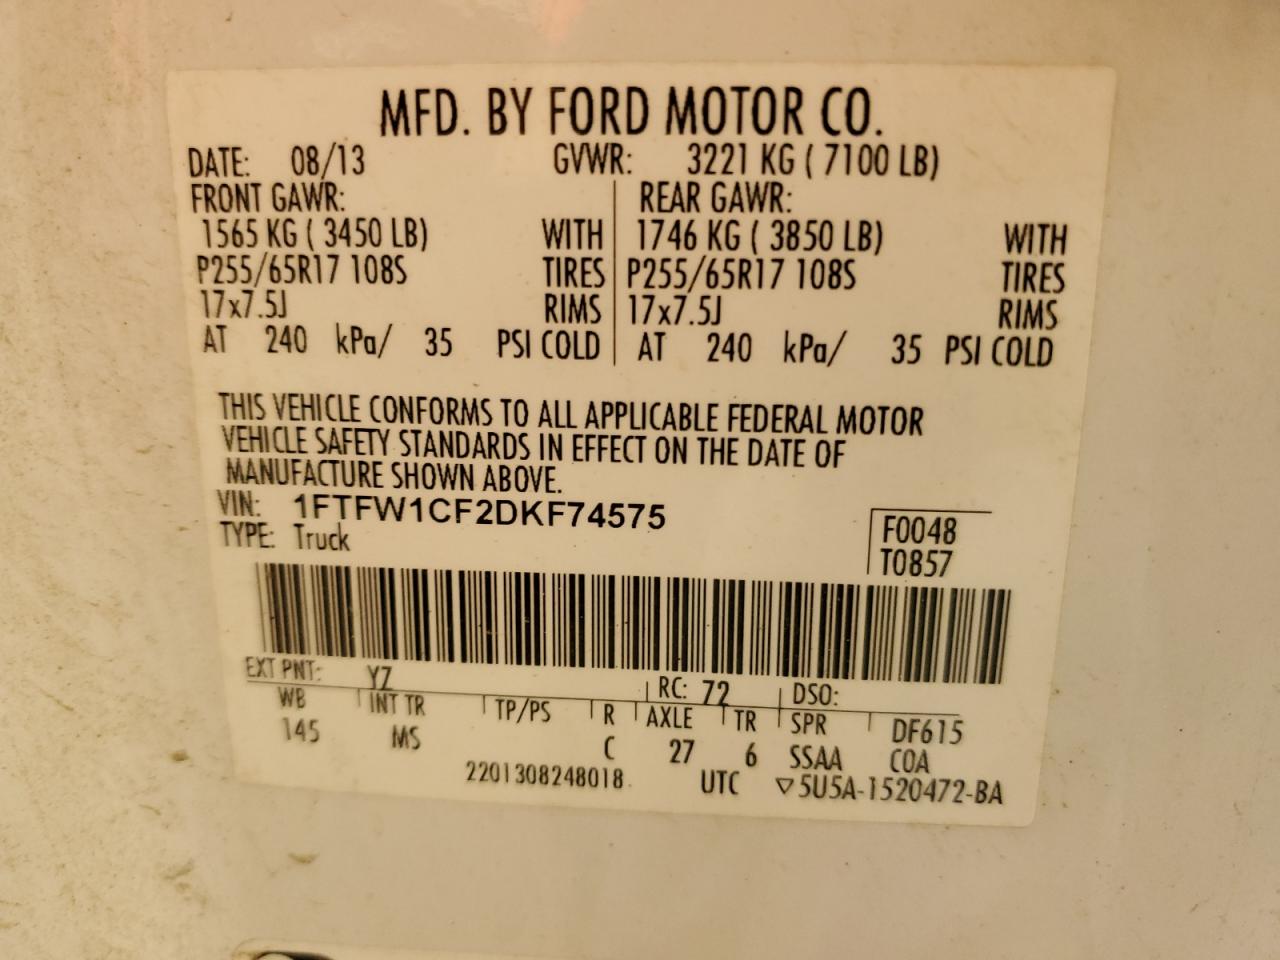 MFD. BY FORD MOTOR CO.
DATE: 08/13 GVWR: 3221 KG ( 7100 LB)
FRONT GAWR: REAR GAWR:
1565 KG ( 3450 LB) WITH 1746 KG ( 3850 LB) WITH
P255/65R17 108S TIRES P255/65R17 108S TIRES
17x7.5J RIMS 17x7.5J RIMS
AT 240 kPa/ 35 PSI COLD AT 240 kPa/ 35 PSI COLD
THIS VEHICLE CONFORMS TO ALL APPLICABLE FEDERAL MOTOR
VEHICLE SAFETY STANDARDS IN EFFECT ON THE DATE OF
MANUFACTURE SHOWN ABOVE.
VIN: 1FTFW1CF2DKF74575
TYPE: Truck
F0048
T0857
EXT PNT: YZ RC: 72 DSO:
WB INT TR TP/PS R AXLE TR SPR DF615
145 MS C 27 6 SSAA COA
2201308248018 UTC ▽5U5A-1520472-BA